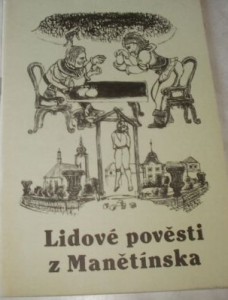 Lidové pověsti
z Manětínska